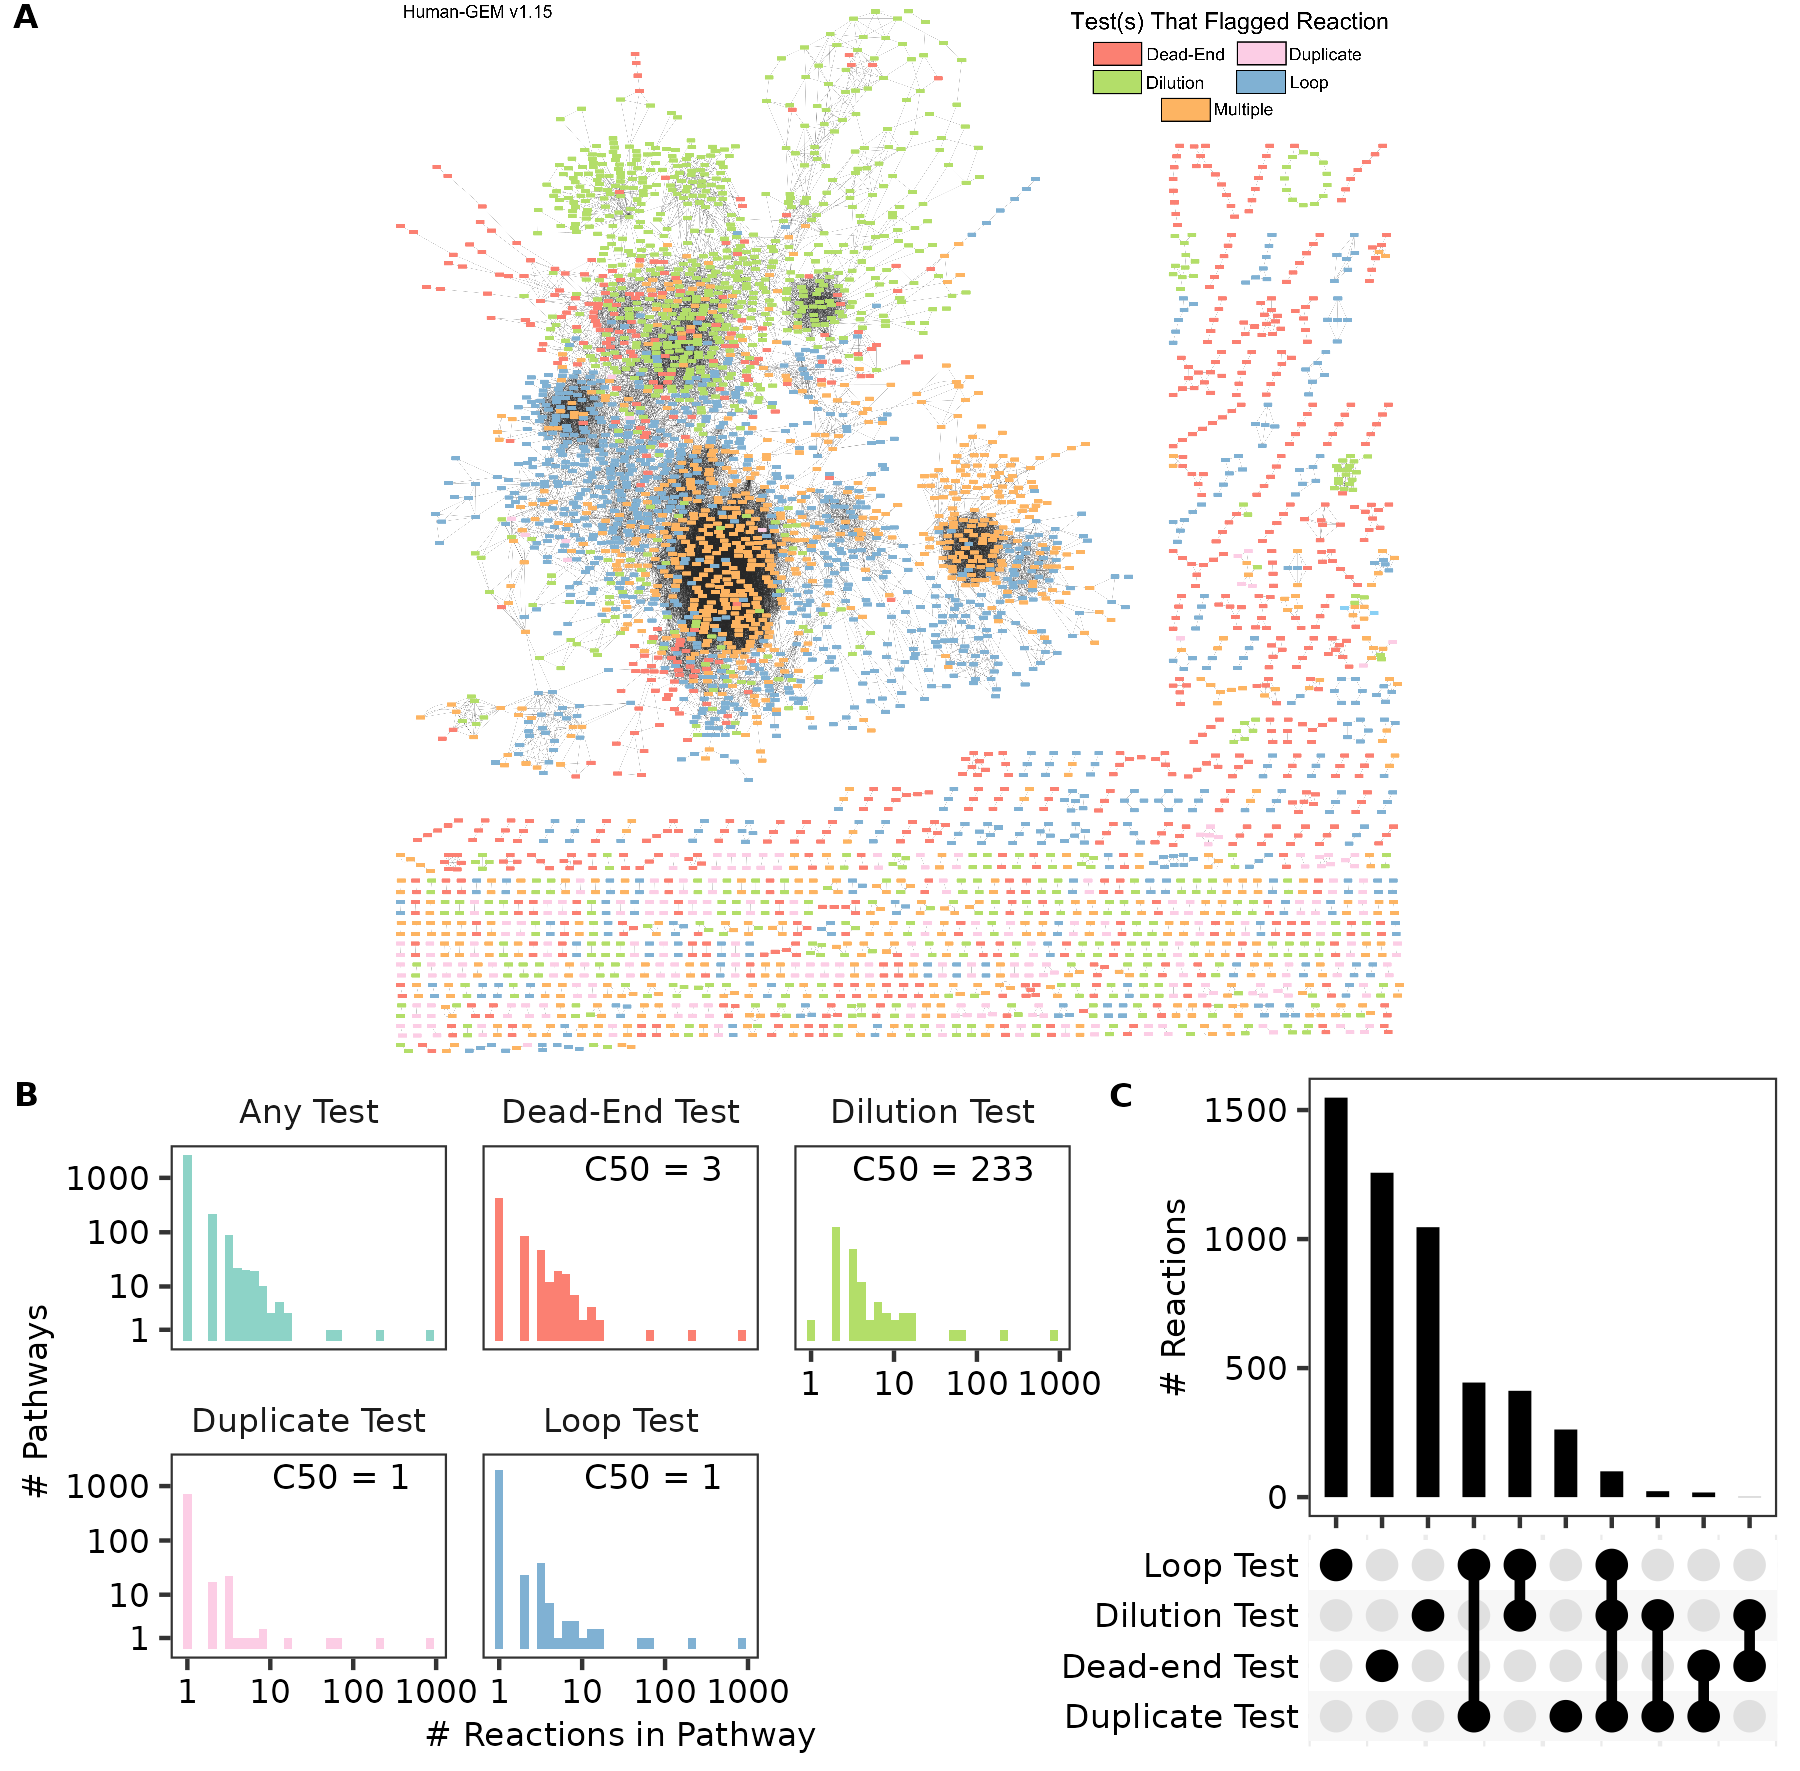 A
Human-GEM v1.15
Test(s) That Flagged Reaction
Dead-End
Duplicate
Dilution
Loop
Multiple
B
Any Test
Dead-End Test
Dilution Test
C50 = 3
C50 = 233
1000
100
10
1
1 10 100 1000
Duplicate Test
Loop Test
C50 = 1
C50 = 1
1000
100
10
1
1 10 100 1000
1 10 100 1000
# Pathways
# Reactions in Pathway
C
1500
1000
500
0
# Reactions
Loop Test
Dilution Test
Dead-end Test
Duplicate Test